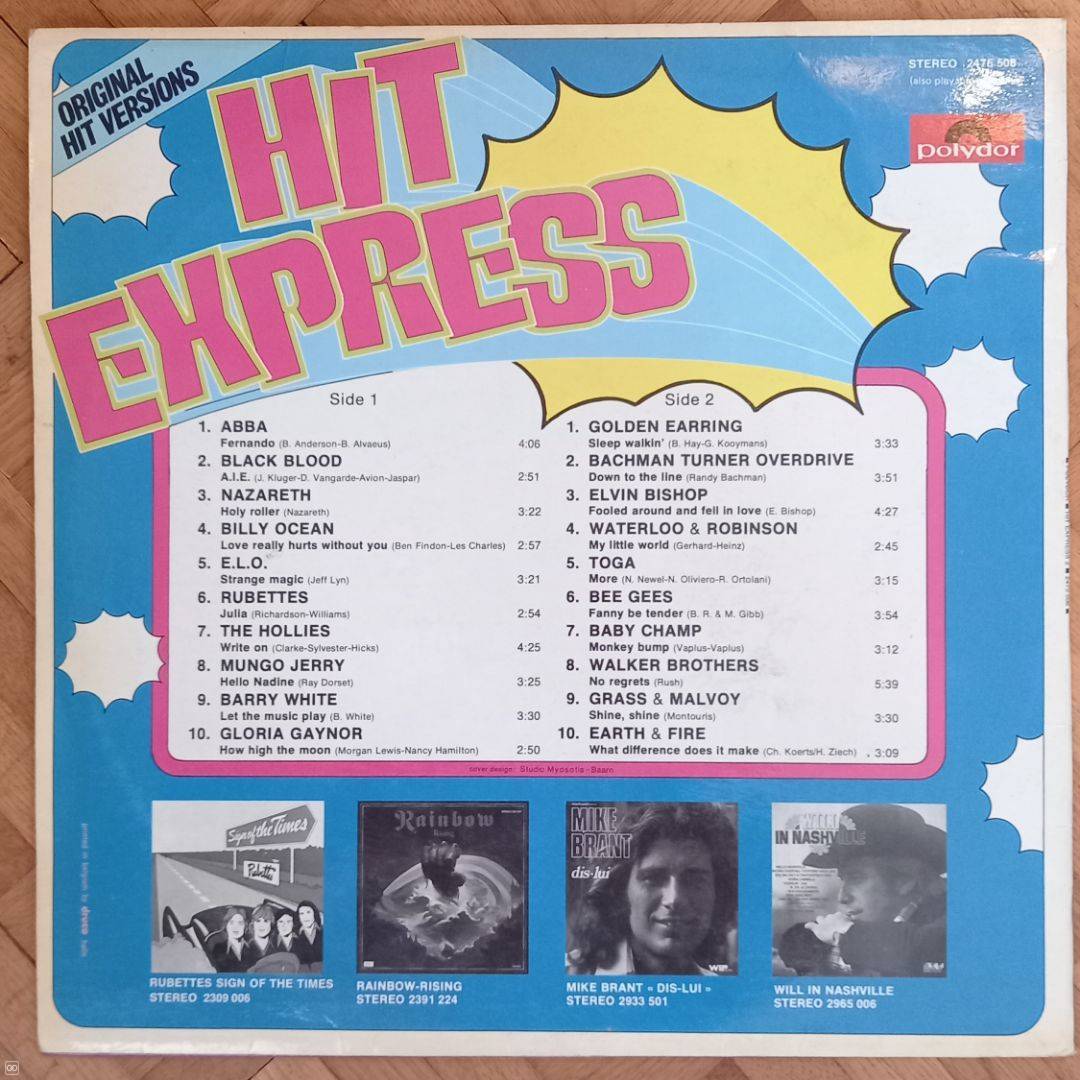 ORIGINAL
HIT VERSIONS
HIT
EXPRESS
STEREO 2476 508
(also play
polydor
Side 1
1. ABBA
Fernando (B. Anderson-B. Alvaeus) 4:06
2. BLACK BLOOD
A.I.E. (J. Kluger-D. Vangarde-Avion-Jaspar) 2:51
3. NAZARETH
Holy roller (Nazareth) 3:22
4. BILLY OCEAN
Love really hurts without you (Ben Findon-Les Charles) 2:57
5. E.L.O.
Strange magic (Jeff Lyn) 3:21
6. RUBETTES
Julia (Richardson-Williams) 2:54
7. THE HOLLIES
Write on (Clarke-Sylvester-Hicks) 4:25
8. MUNGO JERRY
Hello Nadine (Ray Dorset) 3:25
9. BARRY WHITE
Let the music play (B. White) 3:30
10. GLORIA GAYNOR
How high the moon (Morgan Lewis-Nancy Hamilton) 2:50
Side 2
1. GOLDEN EARRING
Sleep walkin' (B. Hay-G. Kooymans) 3:33
2. BACHMAN TURNER OVERDRIVE
Down to the line (Randy Bachman) 3:51
3. ELVIN BISHOP
Fooled around and fell in love (E. Bishop) 4:27
4. WATERLOO & ROBINSON
My little world (Gerhard-Heinz) 2:45
5. TOGA
More (N. Newel-N. Oliviero-R. Ortolani) 3:15
6. BEE GEES
Fanny be tender (B. R. & M. Gibb) 3:54
7. BABY CHAMP
Monkey bump (Vaplus-Vaplus) 3:12
8. WALKER BROTHERS
No regrets (Rush) 5:39
9. GRASS & MALVOY
Shine, shine (Montouris) 3:30
10. EARTH & FIRE
What difference does it make (Ch. Koerts/H. Ziech) 3:09
cover design: Studio Myosotis-Baarn
Sign of the Times
Rubettes
Rainbow
Rising
MIKE
BRANT
dis-lui
WIP
IN NASHVILLE
RUBETTES SIGN OF THE TIMES
STEREO 2309 006
RAINBOW-RISING
STEREO 2391 224
MIKE BRANT « DIS-LUI »
STEREO 2933 501
WILL IN NASHVILLE
STEREO 2965 006
printed in belgium by